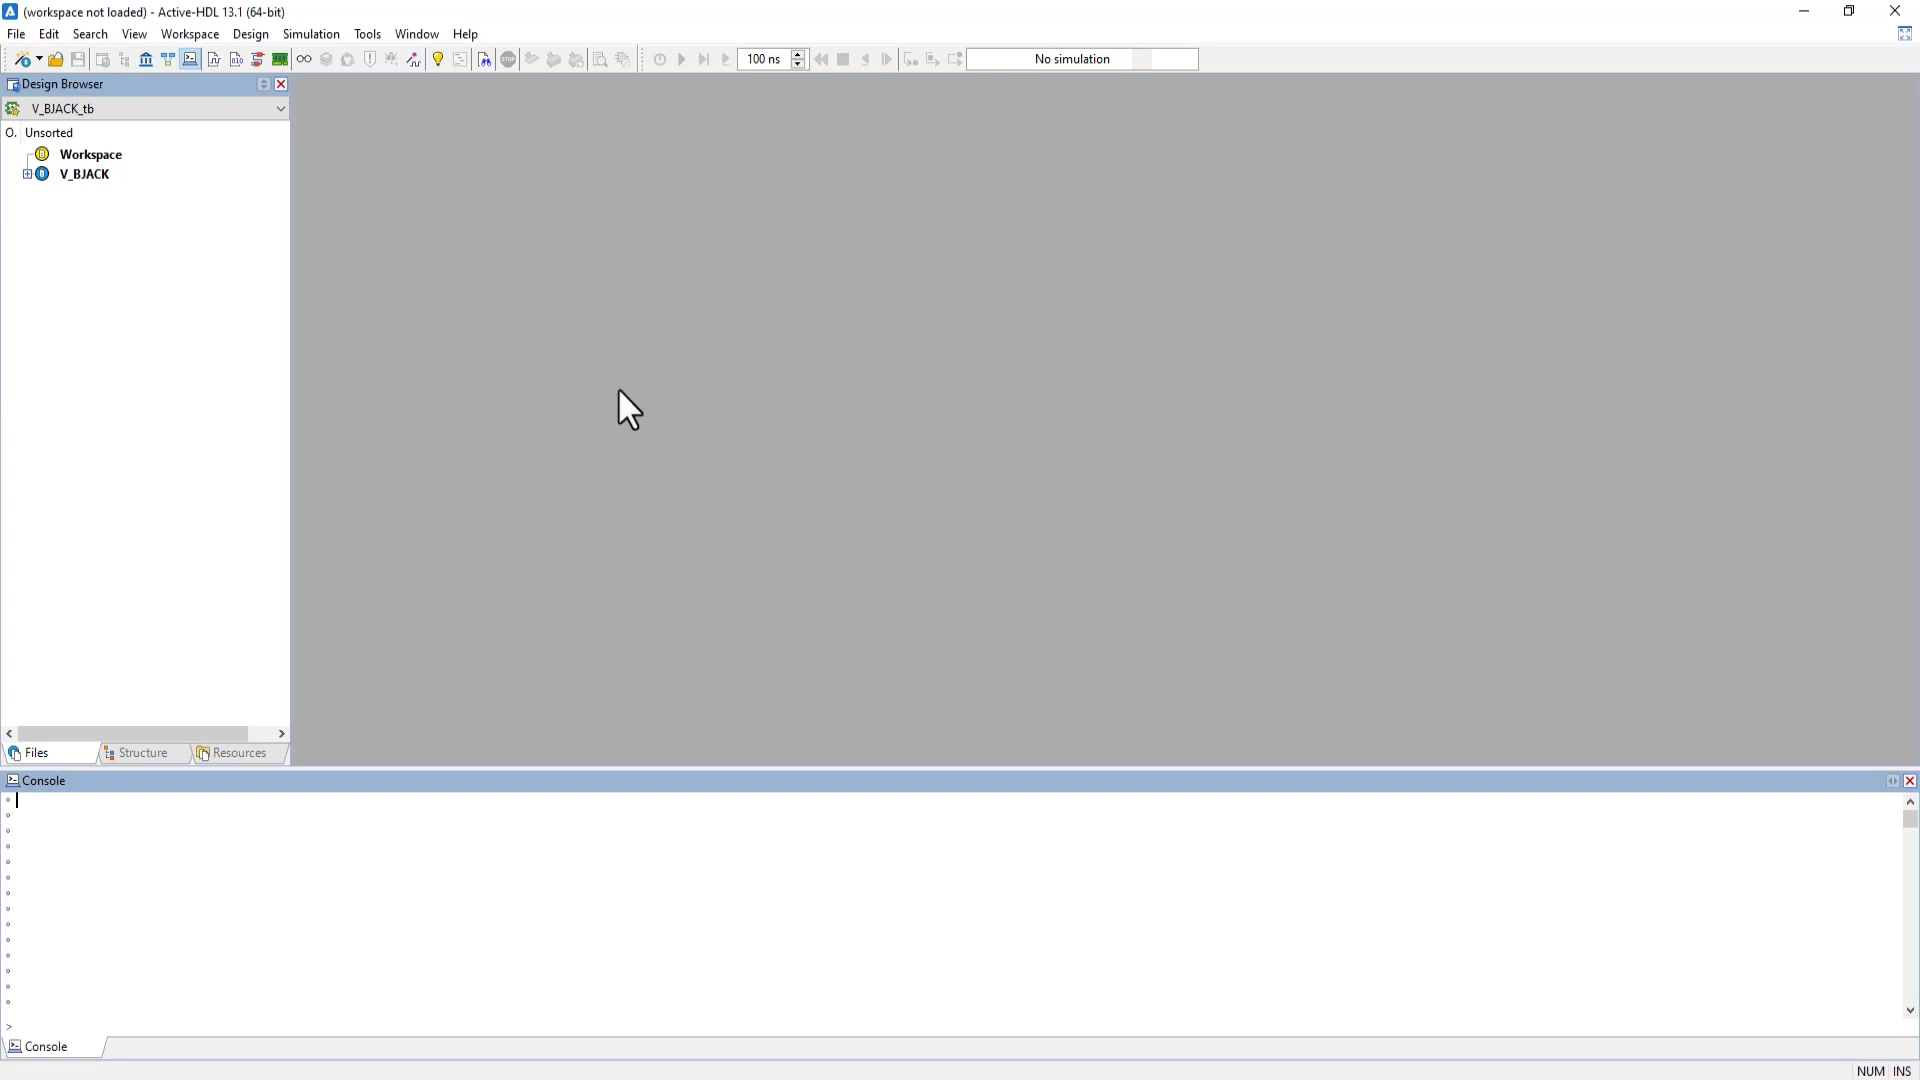 (workspace not loaded) - Active-HDL 13.1 (64-bit)
File Edit Search View Workspace Design Simulation Tools Window Help
100 ns No simulation
Design Browser
V_BJACK_tb
O. Unsorted
Workspace
V_BJACK
Files Structure Resources
Console
>
Console
NUM INS